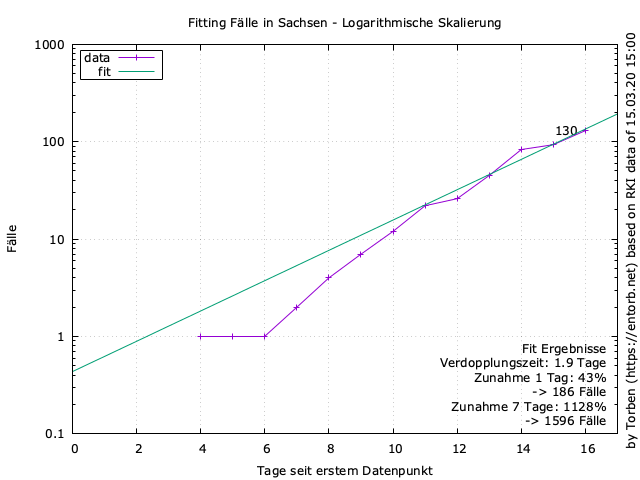 Fitting Fälle in Sachsen - Logarithmische Skalierung
1000
100
10
1
0.1
Fälle
data
fit
130
Fit Ergebnisse
Verdopplungszeit: 1.9 Tage
Zunahme 1 Tag: 43%
-> 186 Fälle
Zunahme 7 Tage: 1128%
-> 1596 Fälle
0 2 4 6 8 10 12 14 16
Tage seit erstem Datenpunkt
by Torben (https://entorb.net) based on RKI data of 15.03.20 15:00